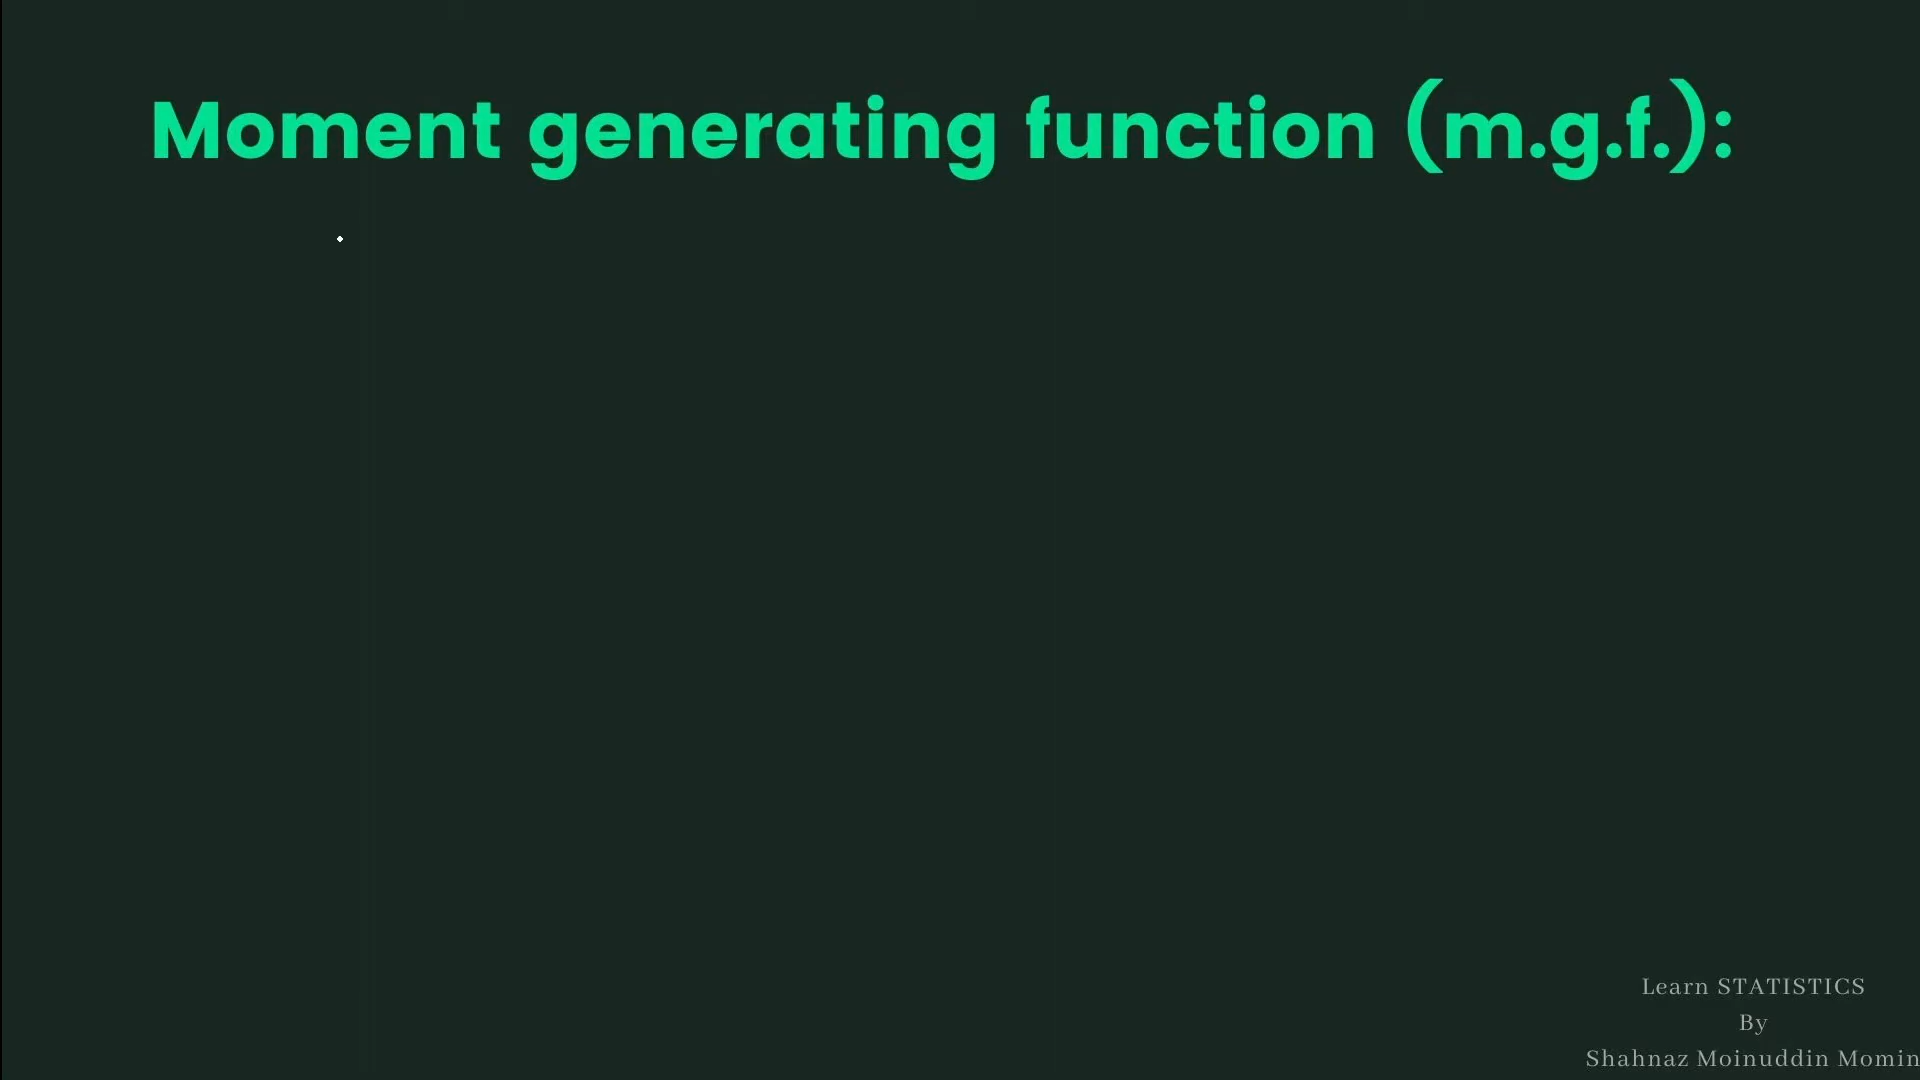 Moment generating function (m.g.f.):
Learn STATISTICS
By
Shahnaz Moinuddin Momin